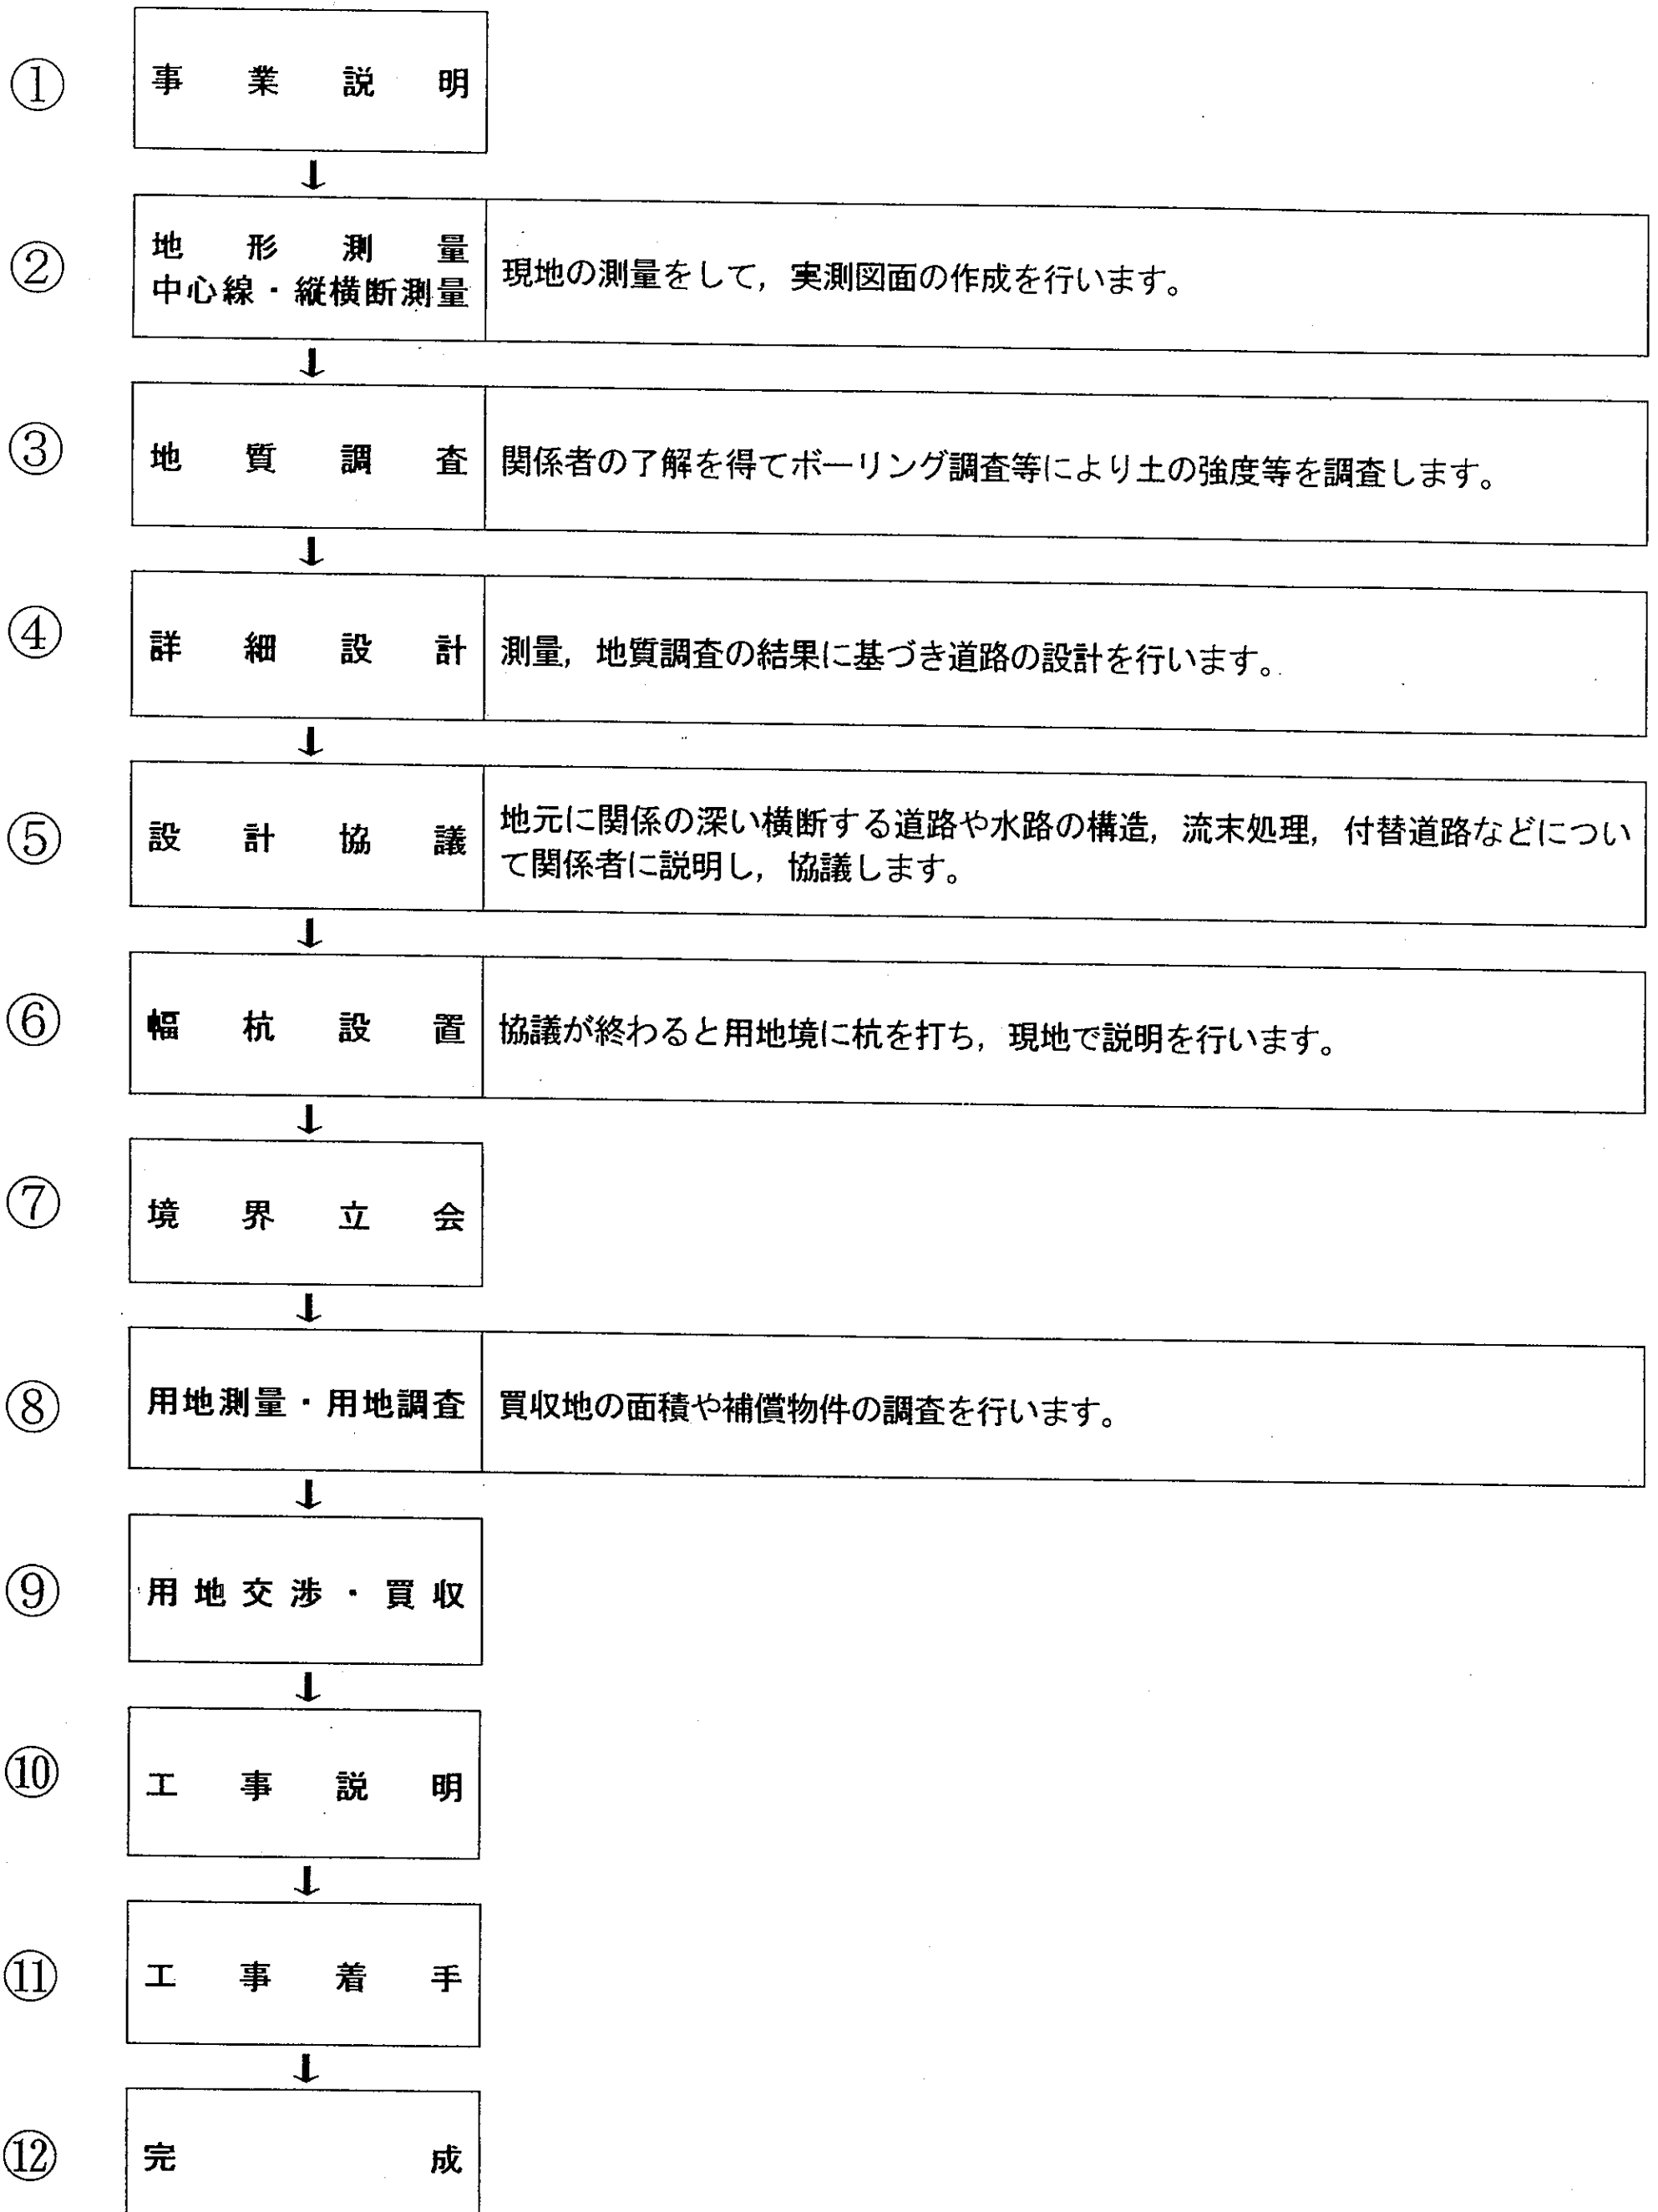 ① 事業説明
↓
② 地形測量
中心線・縦横断測量
現地の測量をして，実測図面の作成を行います。
↓
③ 地質調査
関係者の了解を得てボーリング調査等により土の強度等を調査します。
↓
④ 詳細設計
測量，地質調査の結果に基づき道路の設計を行います。
↓
⑤ 設計協議
地元に関係の深い横断する道路や水路の構造，流末処理，付替道路などについ
て関係者に説明し，協議します。
↓
⑥ 幅杭設置
協議が終わると用地境に杭を打ち，現地で説明を行います。
↓
⑦ 境界立会
↓
⑧ 用地測量・用地調査
買収地の面積や補償物件の調査を行います。
↓
⑨ 用地交渉・買収
↓
⑩ 工事説明
↓
⑪ 工事着手
↓
⑫ 完成